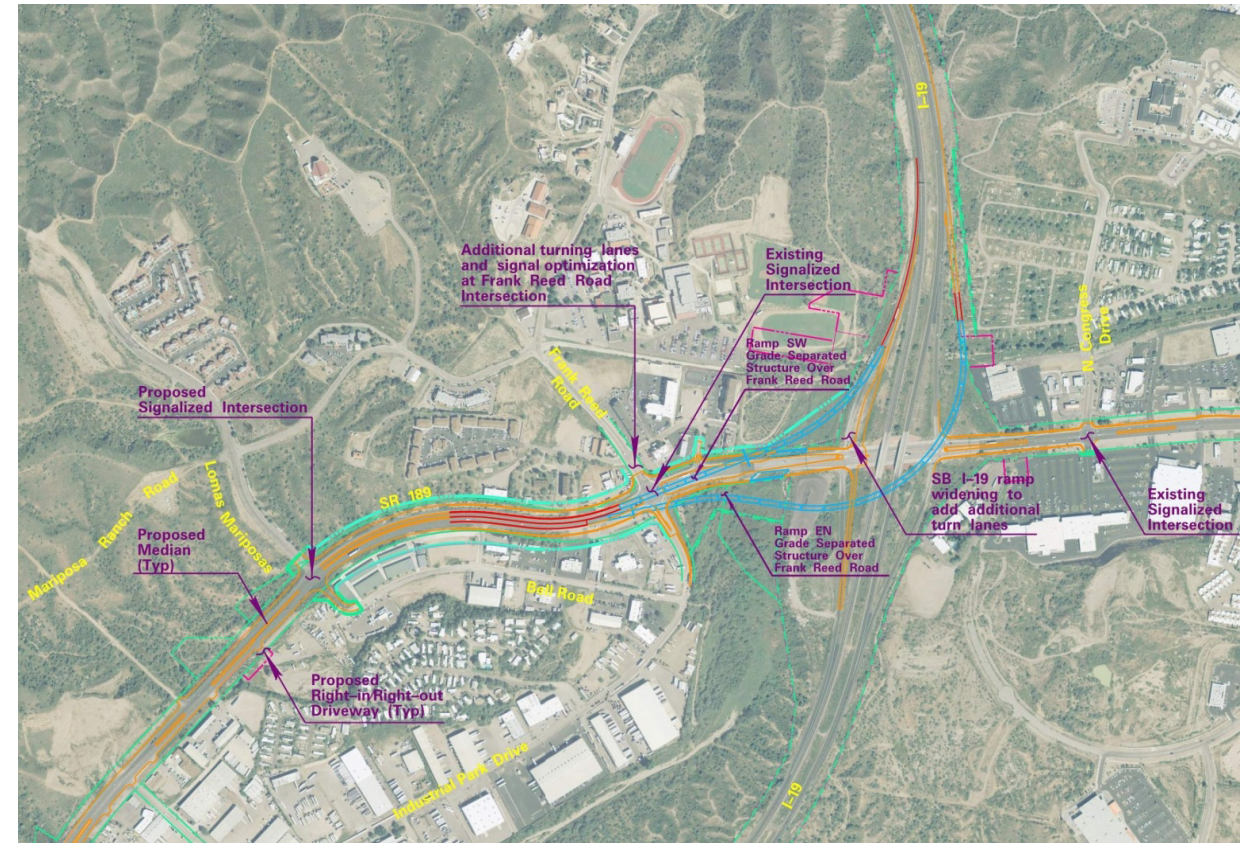 I-19
Additional turning lanes
and signal optimization
at Frank Reed Road
Intersection
Existing
Signalized
Intersection
Ramp SW
Grade Separated
Structure Over
Frank Reed Road
N. Congress
Drive
Frank Reed
Road
Proposed
Signalized Intersection
Mariposa Ranch Road
Lomas Mariposas
SR 189
Proposed
Median
(Typ)
SB I-19 ramp
widening to
add additional
turn lanes
Existing
Signalized
Intersection
Ramp EN
Grade Separated
Structure Over
Frank Reed Road
Bell Road
Proposed
Right-in/Right-out
Driveway (Typ)
Industrial Park Drive
I-19